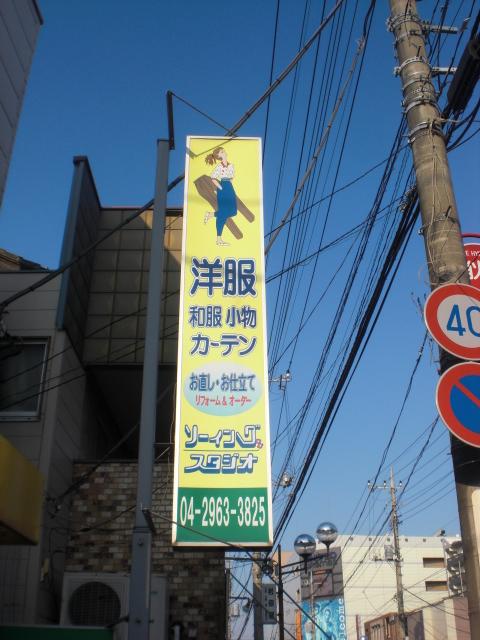 洋服
和服 小物
カーテン
お直し・お仕立て
リフォーム & オーダー
ソーイング
スタジオ
04-2963-3825
40